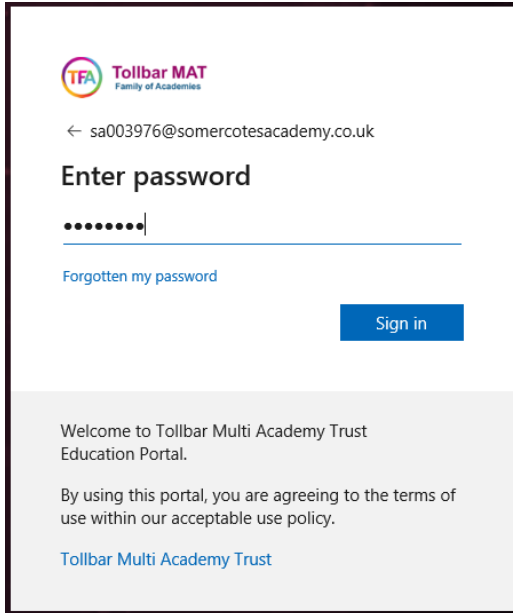 TFA Tollbar MAT
Family of Academies
← sa003976@somercotesacademy.co.uk
Enter password
••••••••
Forgotten my password
Sign in
Welcome to Tollbar Multi Academy Trust
Education Portal.
By using this portal, you are agreeing to the terms of
use within our acceptable use policy.
Tollbar Multi Academy Trust